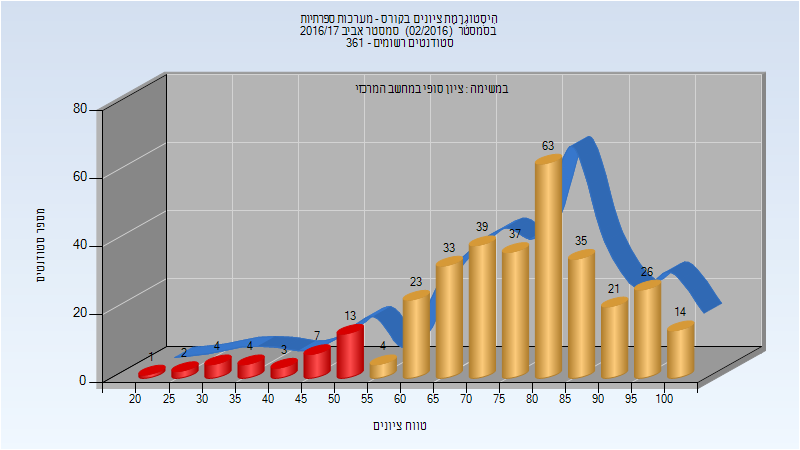 היסטוגרמת ציונים בקורס - מערכות ספרתיות
בסמסטר (02/2016) סמסטר אביב 2016/17
סטודנטים רשומים - 361
במשימה : ציון סופי במחשב המרכזי
מספר סטודנטים
80
60
40
20
0
1 2 4 4 3 7 13 4 23 33 39 37 63 35 21 26 14
20 25 30 35 40 45 50 55 60 65 70 75 80 85 90 95 100
טווח ציונים